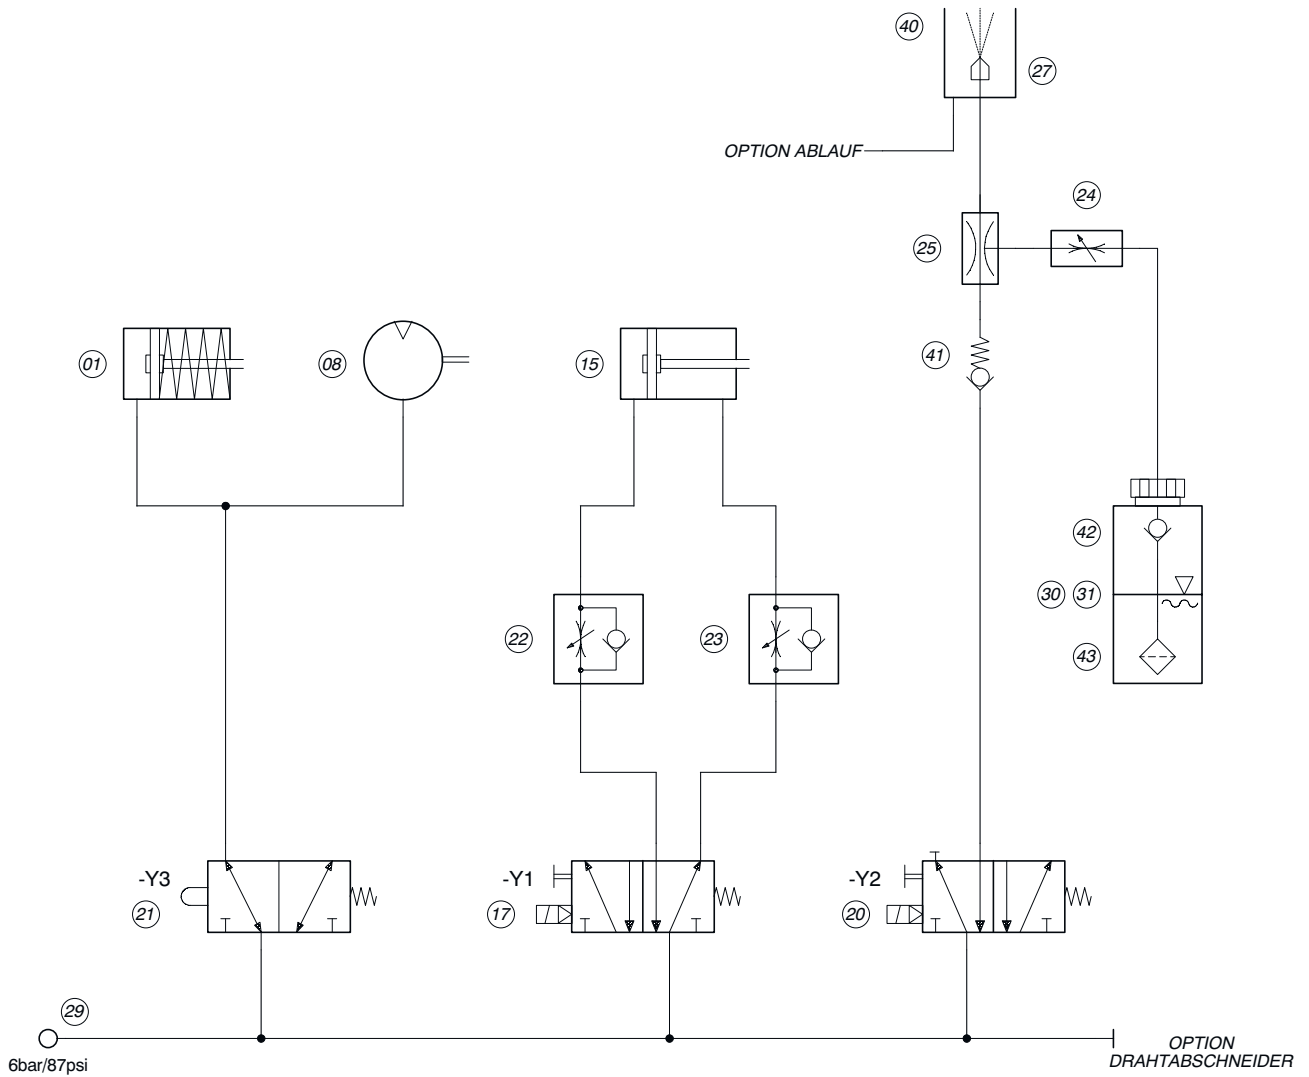 40
27
OPTION ABLAUF
24
25
01
08
15
41
42
30 31
22
23
43
-Y3
-Y1
-Y2
21
17
20
29
6bar/87psi
OPTION
DRAHTABSCHNEIDER